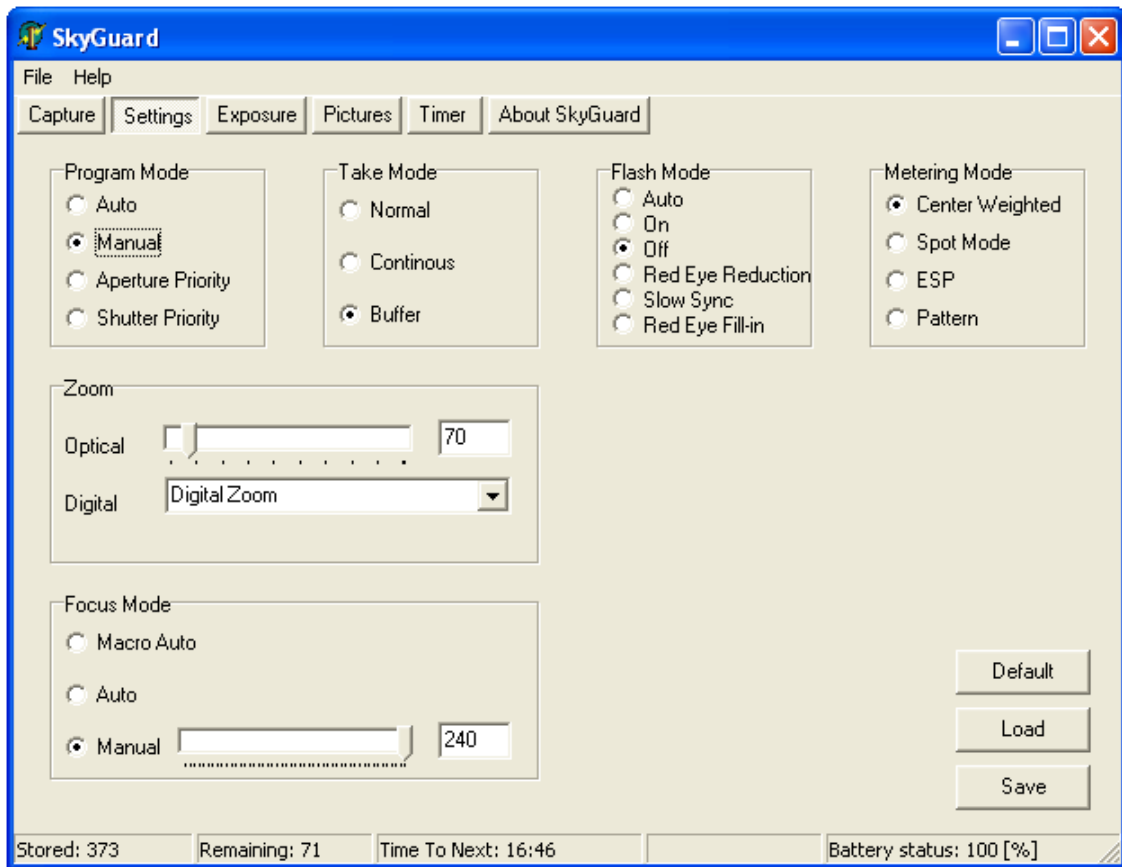 SkyGuard
File Help
Capture Settings Exposure Pictures Timer About SkyGuard
Program Mode
Auto
Manual
Aperture Priority
Shutter Priority
Take Mode
Normal
Continous
Buffer
Flash Mode
Auto
On
Off
Red Eye Reduction
Slow Sync
Red Eye Fill-in
Metering Mode
Center Weighted
Spot Mode
ESP
Pattern
Zoom
Optical 70
Digital Digital Zoom
Focus Mode
Macro Auto
Auto
Manual 240
Default
Load
Save
Stored: 373 Remaining: 71 Time To Next: 16:46 Battery status: 100 [%]